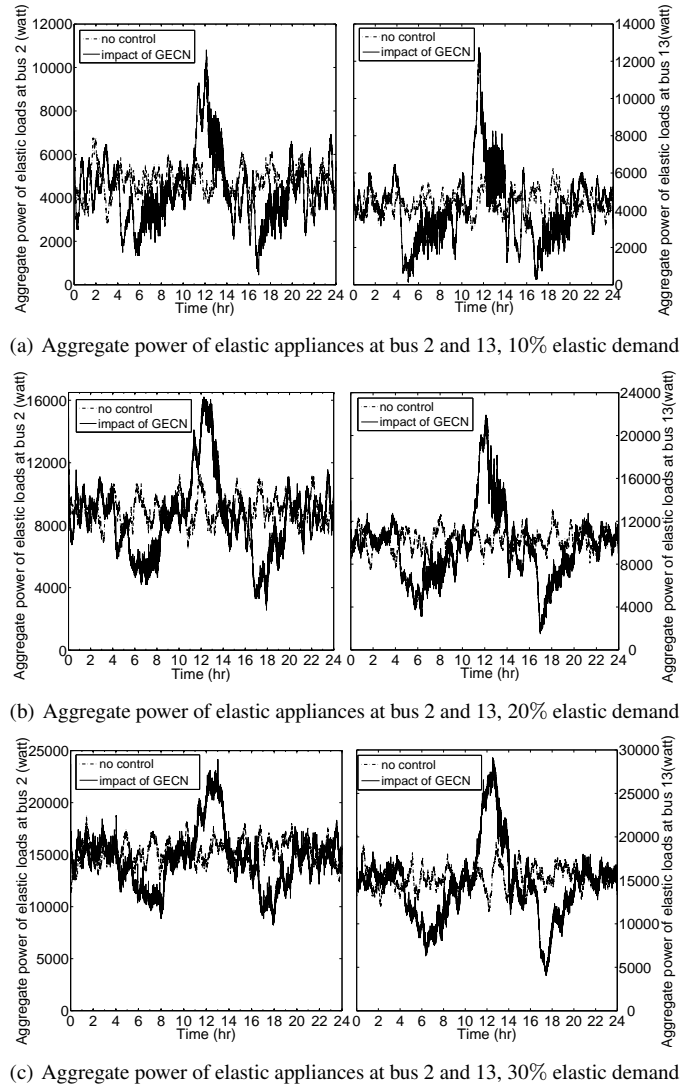 12000
10000
8000
6000
4000
2000
0
Aggregate power of elastic loads at bus 2 (watt)
no control
impact of GECN
0 2 4 6 8 10 12 14 16 18 20 22 24
Time (hr)
14000
12000
10000
8000
6000
4000
2000
0
Aggregate power of elastic loads at bus 13(watt)
no control
impact of GECN
0 2 4 6 8 10 12 14 16 18 20 22 24
Time (hr)
(a) Aggregate power of elastic appliances at bus 2 and 13, 10% elastic demand
16000
12000
8000
4000
0
Aggregate power of elastic loads at bus 2 (watt)
no control
impact of GECN
0 2 4 6 8 10 12 14 16 18 20 22 24
Time (hr)
24000
20000
16000
12000
8000
4000
0
Aggregate power of elastic loads at bus 13(watt)
no control
impact of GECN
0 2 4 6 8 10 12 14 16 18 20 22 24
Time (hr)
(b) Aggregate power of elastic appliances at bus 2 and 13, 20% elastic demand
25000
20000
15000
10000
5000
0
Aggregate power of elastic loads at bus 2 (watt)
no control
impact of GECN
0 2 4 6 8 10 12 14 16 18 20 22 24
Time (hr)
30000
25000
20000
15000
10000
5000
0
Aggregate power of elastic loads at bus 13(watt)
no control
impact of GECN
0 2 4 6 8 10 12 14 16 18 20 22 24
Time (hr)
(c) Aggregate power of elastic appliances at bus 2 and 13, 30% elastic demand